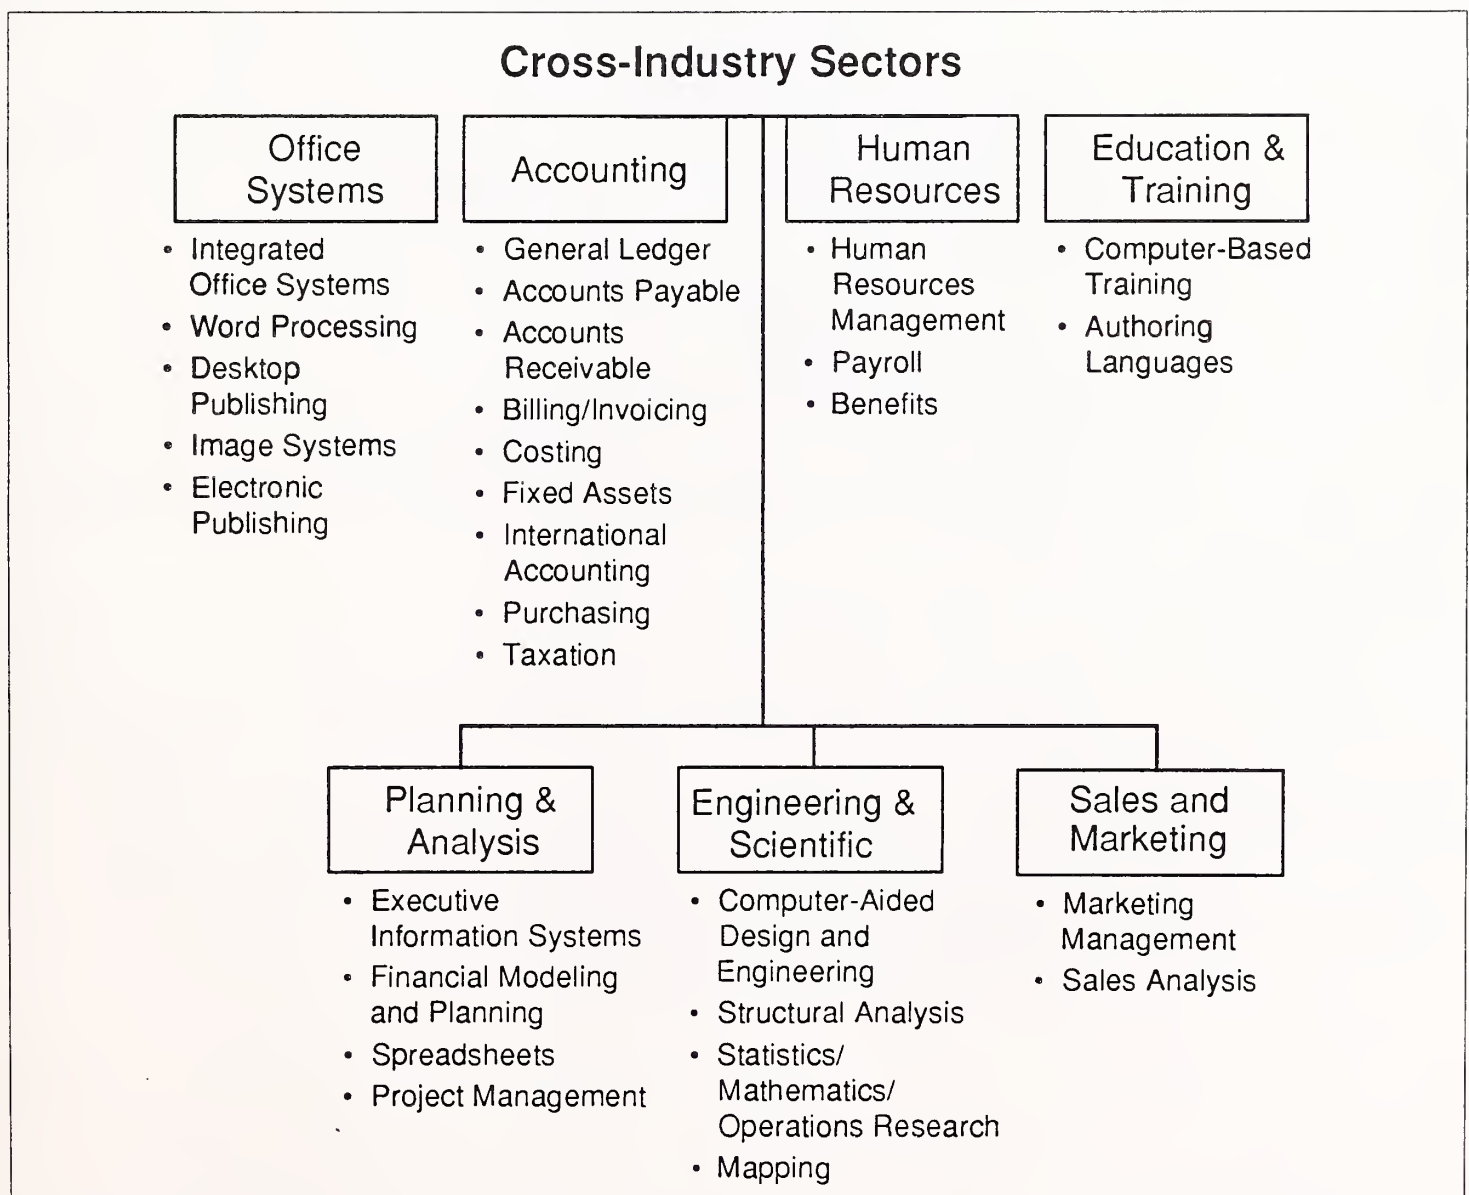 Cross-Industry Sectors
Office
Systems
• Integrated
Office Systems
• Word Processing
• Desktop
Publishing
• Image Systems
• Electronic
Publishing
Accounting
• General Ledger
• Accounts Payable
• Accounts
Receivable
• Billing/Invoicing
• Costing
• Fixed Assets
• International
Accounting
• Purchasing
• Taxation
Human
Resources
• Human
Resources
Management
• Payroll
• Benefits
Education &
Training
• Computer-Based
Training
• Authoring
Languages
Planning &
Analysis
• Executive
Information Systems
• Financial Modeling
and Planning
• Spreadsheets
• Project Management
Engineering &
Scientific
• Computer-Aided
Design and
Engineering
• Structural Analysis
• Statistics/
Mathematics/
Operations Research
• Mapping
Sales and
Marketing
• Marketing
Management
• Sales Analysis